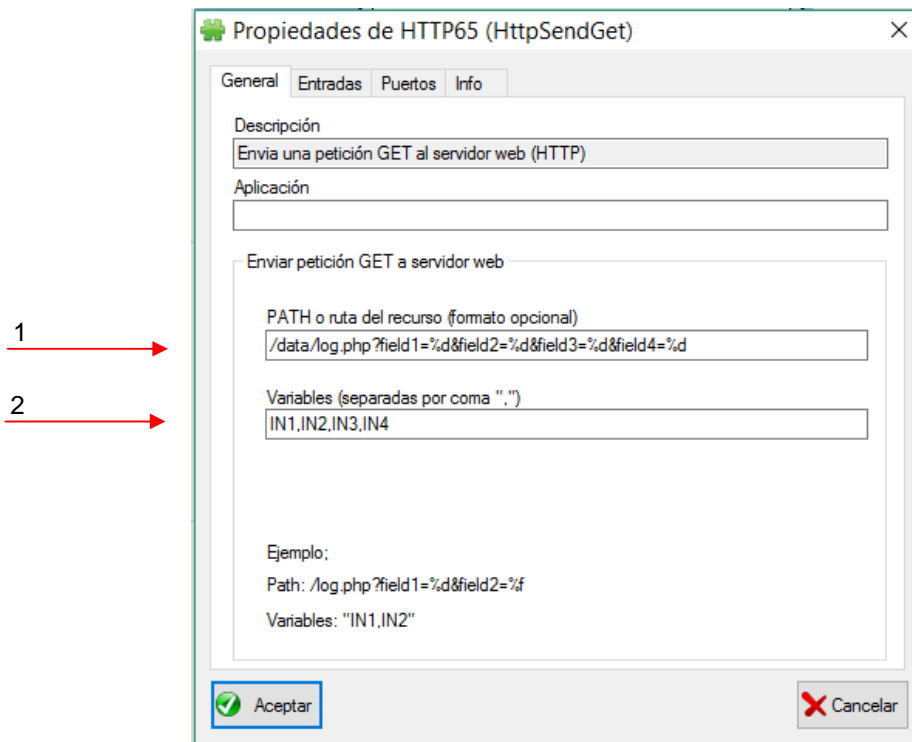 Propiedades de HTTP65 (HttpSendGet)
General Entradas Puertos Info
Descripción
Envia una petición GET al servidor web (HTTP)
Aplicación
Enviar petición GET a servidor web
PATH o ruta del recurso (formato opcional)
1
/data/log.php?field1=%d&field2=%d&field3=%d&field4=%d
Variables (separadas por coma ",")
2
IN1,IN2,IN3,IN4
Ejemplo;
Path: /log.php?field1=%d&field2=%f
Variables: "IN1,IN2"
Aceptar Cancelar